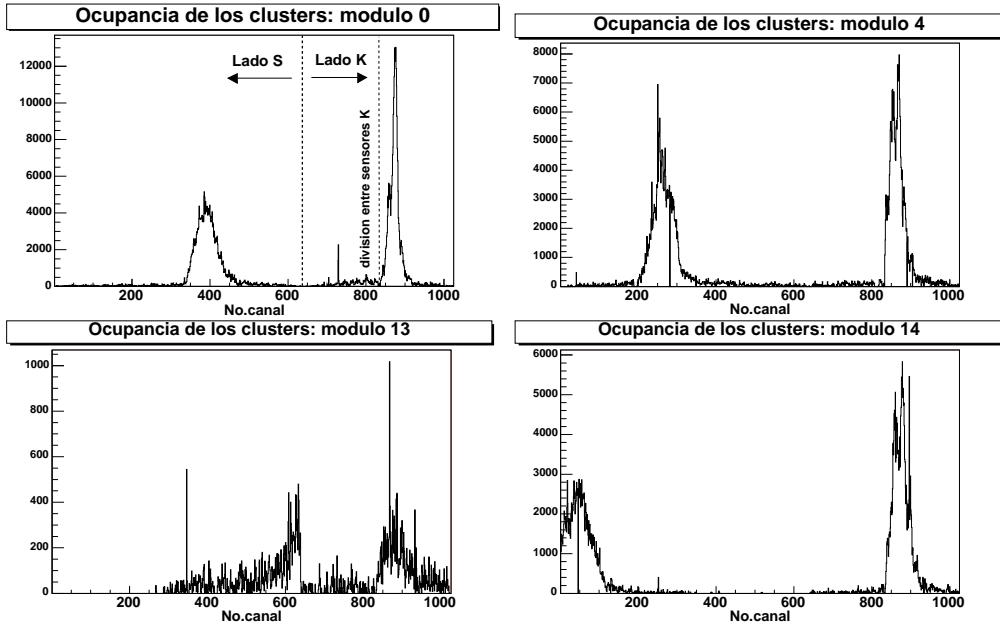 Ocupancia de los clusters: modulo 0
12000
10000
8000
6000
4000
2000
0
Lado S
Lado K
division entre sensores K
200 400 600 800 1000
No.canal
Ocupancia de los clusters: modulo 4
8000
7000
6000
5000
4000
3000
2000
1000
0
200 400 600 800 1000
No.canal
Ocupancia de los clusters: modulo 13
1000
800
600
400
200
0
200 400 600 800 1000
No.canal
Ocupancia de los clusters: modulo 14
6000
5000
4000
3000
2000
1000
0
200 400 600 800 1000
No.canal